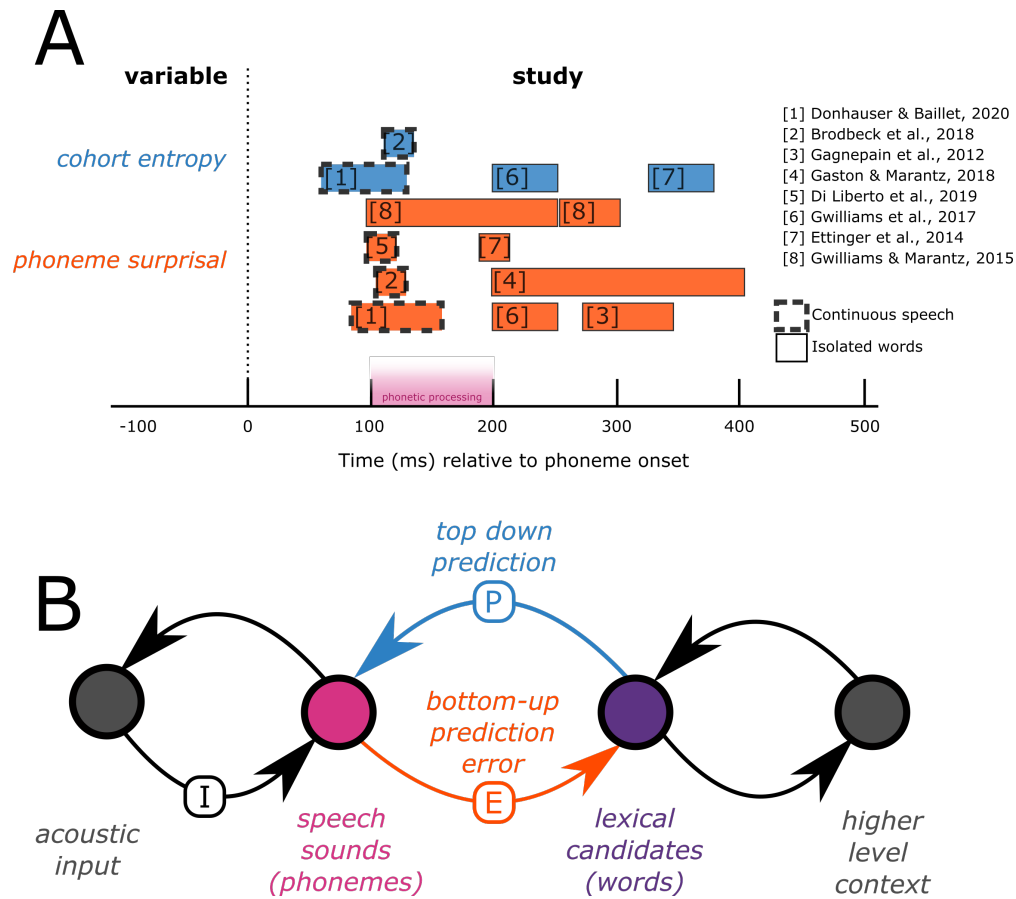 A
variable
study
[1] Donhauser & Baillet, 2020
[2] Brodbeck et al., 2018
[3] Gagnepain et al., 2012
[4] Gaston & Marantz, 2018
[5] Di Liberto et al., 2019
[6] Gwilliams et al., 2017
[7] Ettinger et al., 2014
[8] Gwilliams & Marantz, 2015
cohort entropy
[2]
[1] [6] [7]
[8] [8]
phoneme surprisal
[5] [7]
[2] [4]
[1] [6] [3]
Continuous speech
Isolated words
phonetic processing
-100 0 100 200 300 400 500
Time (ms) relative to phoneme onset
B
top down
prediction
P
bottom-up
prediction
error
I
E
acoustic
input
speech
sounds
(phonemes)
lexical
candidates
(words)
higher
level
context